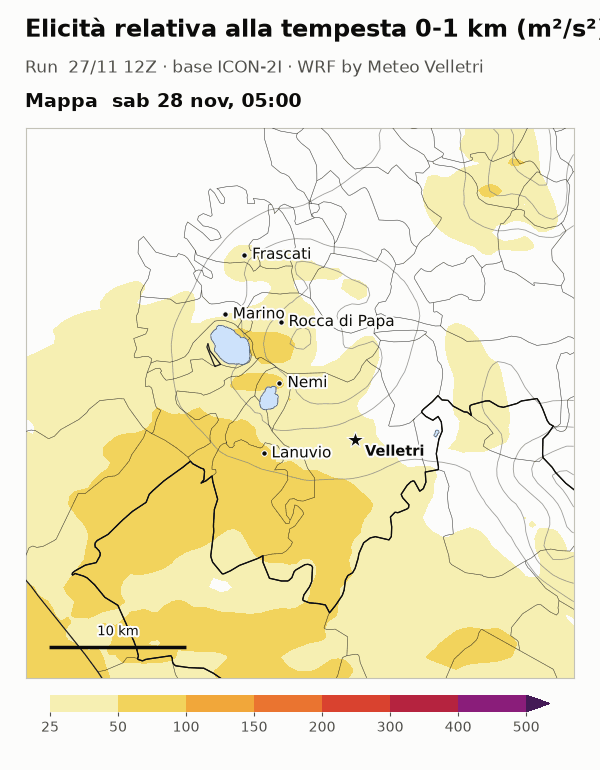 Elicità relativa alla tempesta 0-1 km (m²/s²)
Run 27/11 12Z · base ICON-2I · WRF by Meteo Velletri
Mappa sab 28 nov, 05:00
Frascati
Marino
Rocca di Papa
Nemi
Velletri
Lanuvio
10 km
25 50 100 150 200 300 400 500